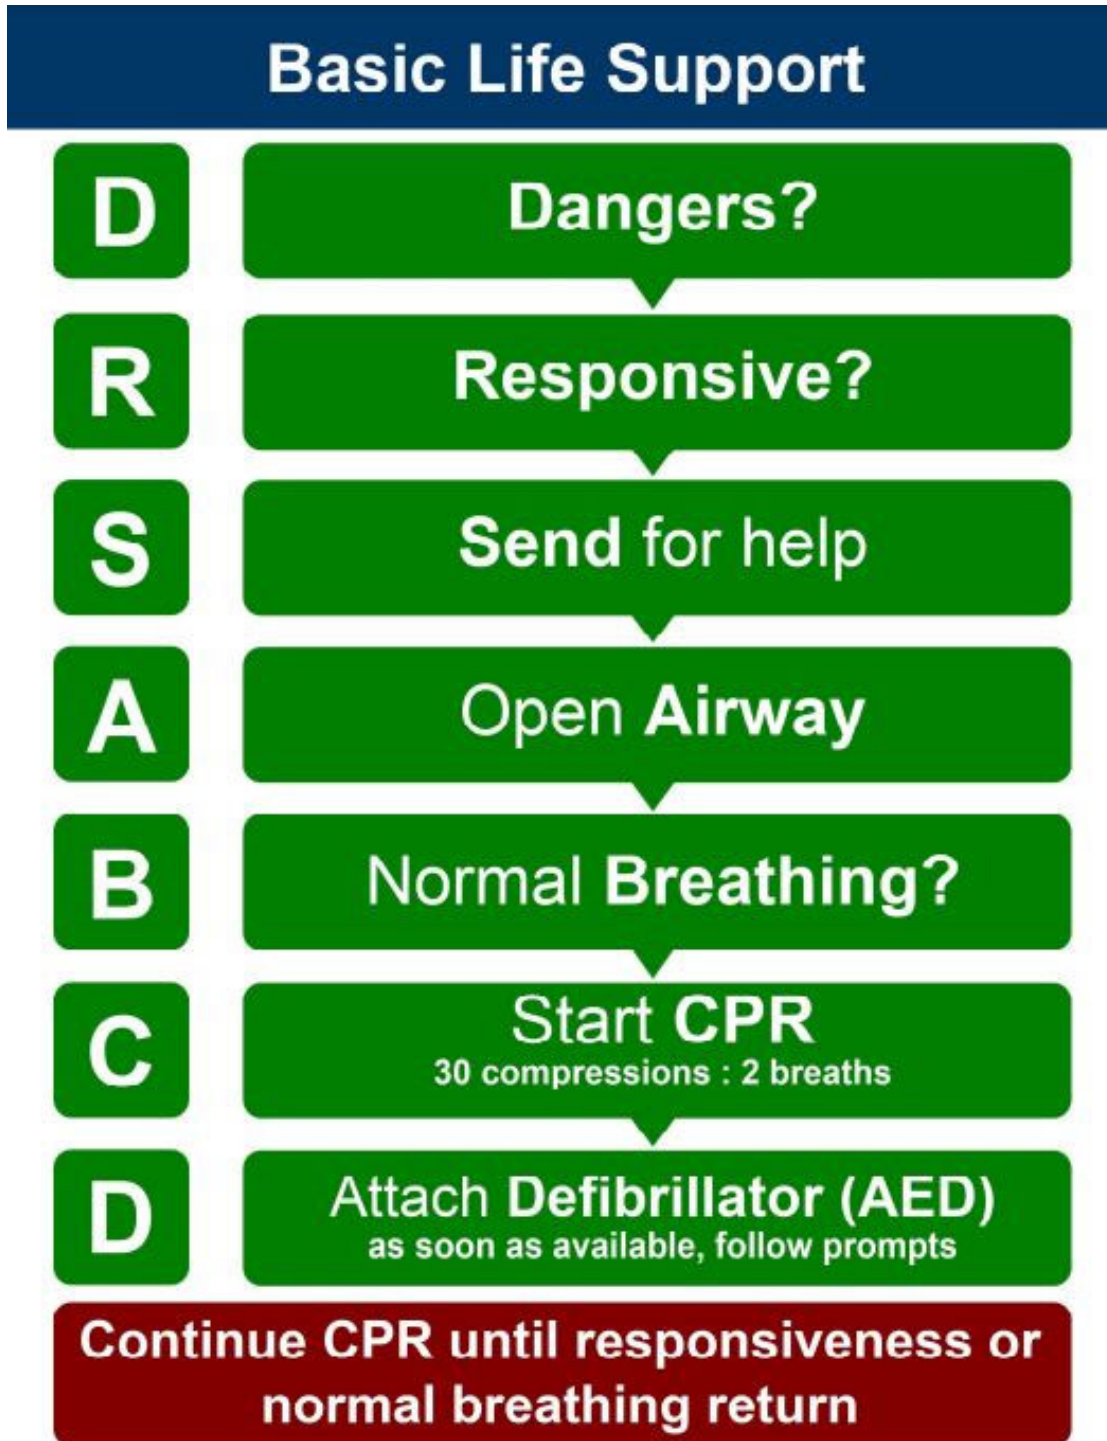 Basic Life Support
D
Dangers?
R
Responsive?
S
Send for help
A
Open Airway
B
Normal Breathing?
C
Start CPR
30 compressions : 2 breaths
D
Attach Defibrillator (AED)
as soon as available, follow prompts
Continue CPR until responsiveness or
normal breathing return